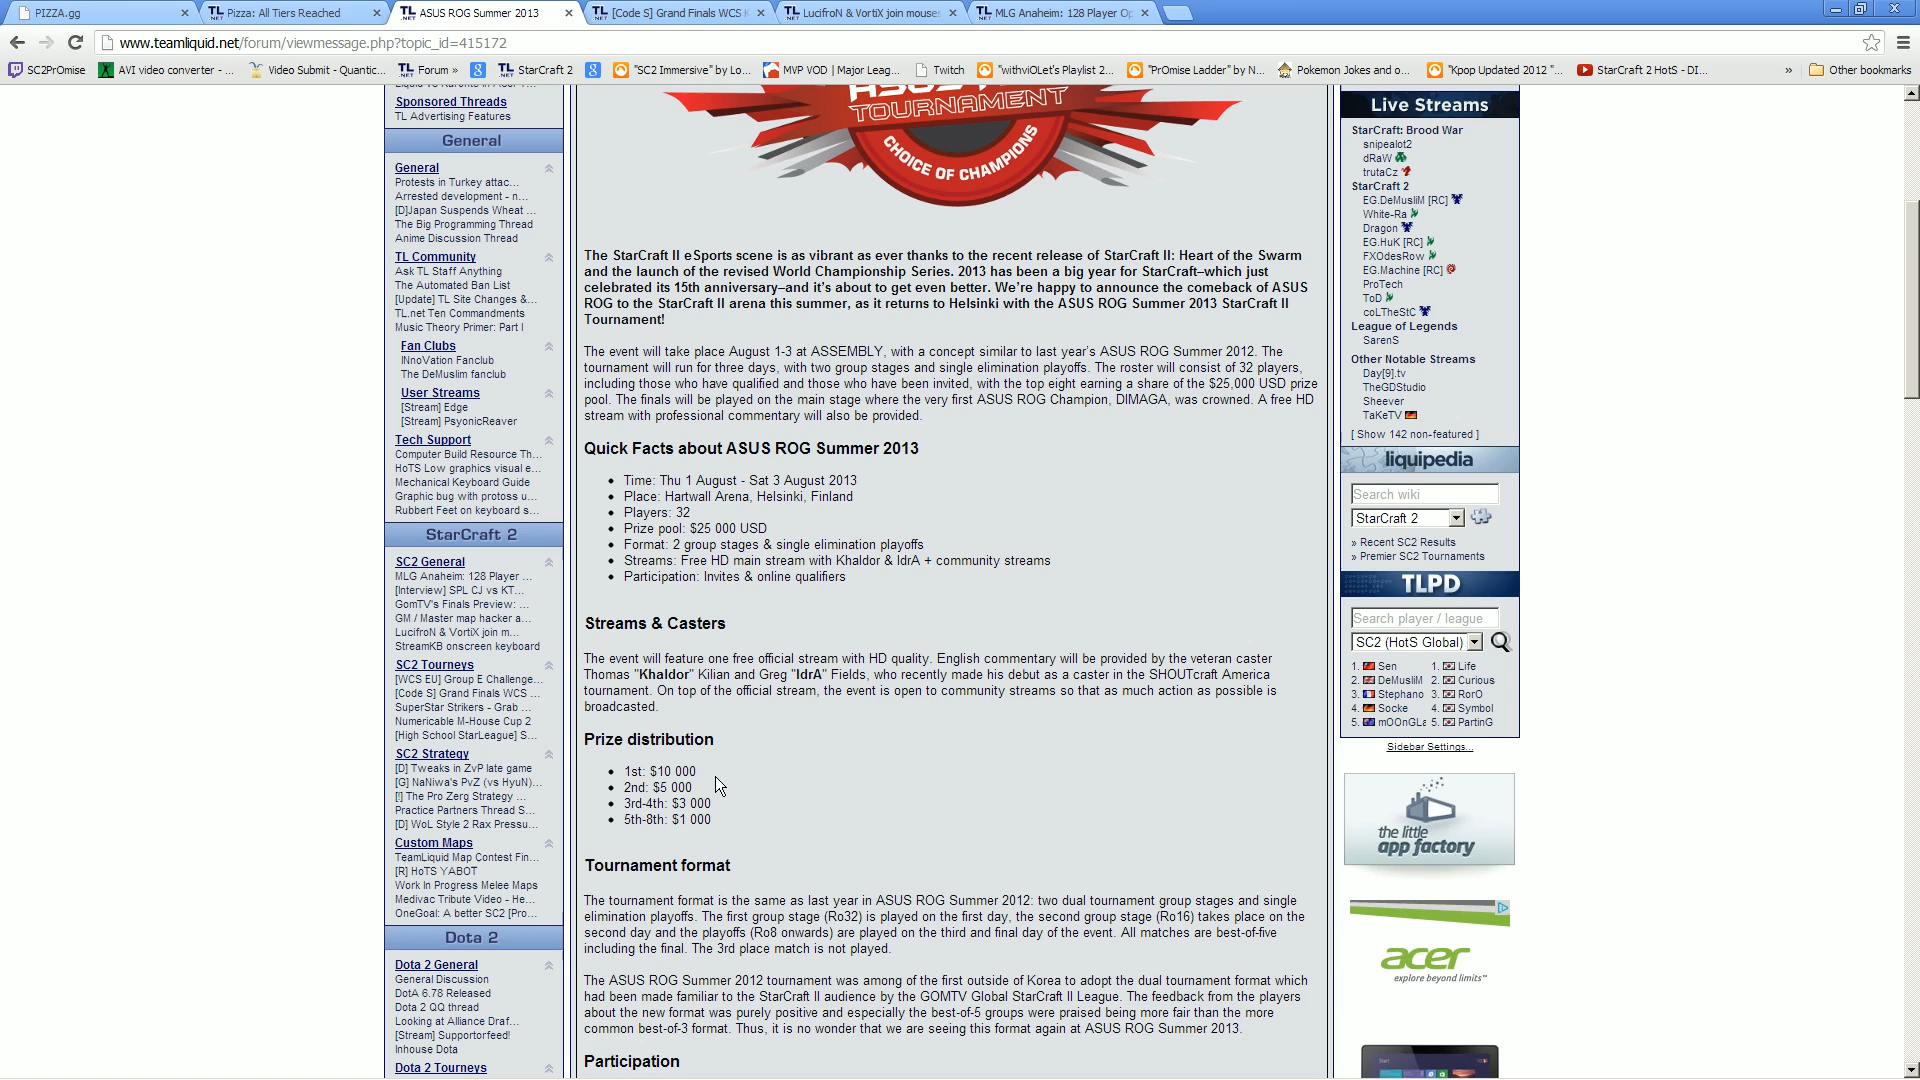 PIZZA.gg
Pizza: All Tiers Reached
ASUS ROG Summer 2013
[Code S] Grand Finals WCS K
LucifroN & VortiX join mouse
MLG Anaheim: 128 Player Op
www.teamliquid.net/forum/viewmessage.php?topic_id=415172
SC2PrOmise
AVI video converter - ...
Video Submit - Quantic...
Forum »
StarCraft 2
"SC2 Immersive" by Lo...
MVP VOD | Major Leag...
Twitch
"withviOLet's Playlist 2...
"PrOmise Ladder" by N...
Pokemon Jokes and o...
"Kpop Updated 2012 "...
StarCraft 2 HotS - DI...
»
Other bookmarks
Sponsored Threads
TL Advertising Features
General
General
Protests in Turkey attac...
Arrested development - n...
[D]Japan Suspends Wheat ...
The Big Programming Thread
Anime Discussion Thread
TL Community
Ask TL Staff Anything
The Automated Ban List
[Update] TL Site Changes &...
TL.net Ten Commandments
Music Theory Primer: Part I
Fan Clubs
INnoVation Fanclub
The DeMuslim fanclub
User Streams
[Stream] Edge
[Stream] PsyonicReaver
Tech Support
Computer Build Resource Th...
HoTS Low graphics visual e...
Mechanical Keyboard Guide
Graphic bug with protoss u...
Rubbert Feet on keyboard s...
StarCraft 2
SC2 General
MLG Anaheim: 128 Player ...
[Interview] SPL CJ vs KT...
GomTV's Finals Preview: ...
GM / Master map hacker a...
LucifroN & VortiX join m...
StreamKB onscreen keyboard
SC2 Tourneys
[WCS EU] Group E Challenge...
[Code S] Grand Finals WCS ...
SuperStar Strikers - Grab ...
Numericable M-House Cup 2
[High School StarLeague] S...
SC2 Strategy
[D] Tweaks in ZvP late game
[G] NaNiwa's PvZ (vs HyuN)...
[!] The Pro Zerg Strategy ...
Practice Partners Thread S...
[D] WoL Style 2 Rax Pressu...
Custom Maps
TeamLiquid Map Contest Fin...
[R] HoTS YABOT
Work In Progress Melee Maps
Medivac Tribute Video - He...
OneGoal: A better SC2 [Pro...
Dota 2
Dota 2 General
General Discussion
DotA 6.78 Released
Dota 2 QQ thread
Looking at Alliance Draf...
[Stream] Supportorfeed!
Inhouse Dota
Dota 2 Tourneys
TOURNAMENT
CHOICE OF CHAMPIONS
The StarCraft II eSports scene is as vibrant as ever thanks to the recent release of StarCraft II: Heart of the Swarm
and the launch of the revised World Championship Series. 2013 has been a big year for StarCraft–which just
celebrated its 15th anniversary–and it's about to get even better. We're happy to announce the comeback of ASUS
ROG to the StarCraft II arena this summer, as it returns to Helsinki with the ASUS ROG Summer 2013 StarCraft II
Tournament!
The event will take place August 1-3 at ASSEMBLY, with a concept similar to last year's ASUS ROG Summer 2012. The
tournament will run for three days, with two group stages and single elimination playoffs. The roster will consist of 32 players,
including those who have qualified and those who have been invited, with the top eight earning a share of the $25,000 USD prize
pool. The finals will be played on the main stage where the very first ASUS ROG Champion, DIMAGA, was crowned. A free HD
stream with professional commentary will also be provided.
Quick Facts about ASUS ROG Summer 2013
Time: Thu 1 August - Sat 3 August 2013
Place: Hartwall Arena, Helsinki, Finland
Players: 32
Prize pool: $25 000 USD
Format: 2 group stages & single elimination playoffs
Streams: Free HD main stream with Khaldor & IdrA + community streams
Participation: Invites & online qualifiers
Streams & Casters
The event will feature one free official stream with HD quality. English commentary will be provided by the veteran caster
Thomas "Khaldor" Kilian and Greg "IdrA" Fields, who recently made his debut as a caster in the SHOUTcraft America
tournament. On top of the official stream, the event is open to community streams so that as much action as possible is
broadcasted.
Prize distribution
1st: $10 000
2nd: $5 000
3rd-4th: $3 000
5th-8th: $1 000
Tournament format
The tournament format is the same as last year in ASUS ROG Summer 2012: two dual tournament group stages and single
elimination playoffs. The first group stage (Ro32) is played on the first day, the second group stage (Ro16) takes place on the
second day and the playoffs (Ro8 onwards) are played on the third and final day of the event. All matches are best-of-five
including the final. The 3rd place match is not played.
The ASUS ROG Summer 2012 tournament was among of the first outside of Korea to adopt the dual tournament format which
had been made familiar to the StarCraft II audience by the GOMTV Global StarCraft II League. The feedback from the players
about the new format was purely positive and especially the best-of-5 groups were praised being more fair than the more
common best-of-3 format. Thus, it is no wonder that we are seeing this format again at ASUS ROG Summer 2013.
Participation
Live Streams
StarCraft: Brood War
snipealot2
dRaW
trutaCz
StarCraft 2
EG.DeMusliM [RC]
White-Ra
Dragon
EG.HuK [RC]
FXOdesRow
EG.Machine [RC]
ProTech
ToD
coLTheStC
League of Legends
SarenS
Other Notable Streams
Day[9].tv
TheGDStudio
Sheever
TaKeTV
[ Show 142 non-featured ]
liquipedia
Search wiki
StarCraft 2
» Recent SC2 Results
» Premier SC2 Tournaments
TLPD
Search player / league
SC2 (HotS Global)
1. Sen 1. Life
2. DeMusliM 2. Curious
3. Stephano 3. RorO
4. Socke 4. Symbol
5. mOOnGLa 5. PartinG
Sidebar Settings...
the little
app factory
acer
explore beyond limits™
Start